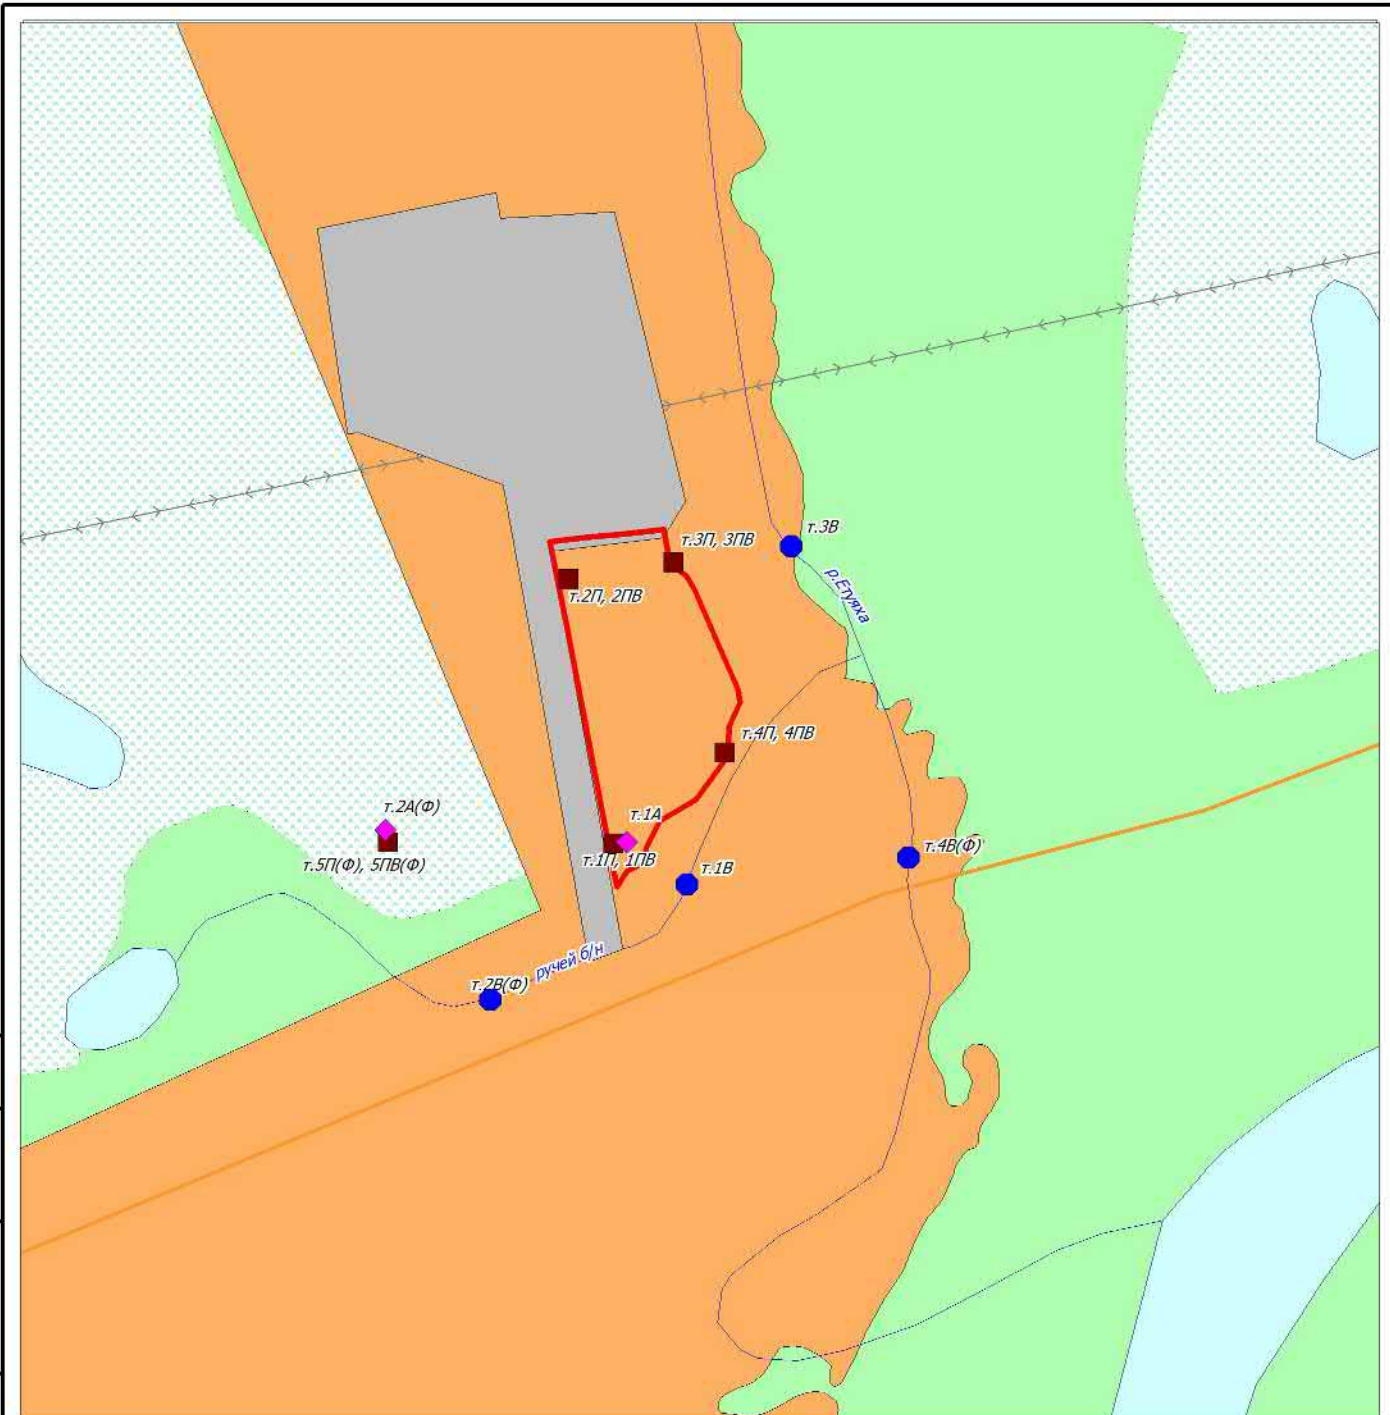 т.3В
т.3П, 3ПВ
р.Етуяха
т.2П, 2ПВ
т.4П, 4ПВ
т.2А(Ф)
т.1А
т.4В(Ф)
т.5П(Ф), 5ПВ(Ф)
т.1П, 1ПВ
т.1В
ручей б/н
т.2В(Ф)